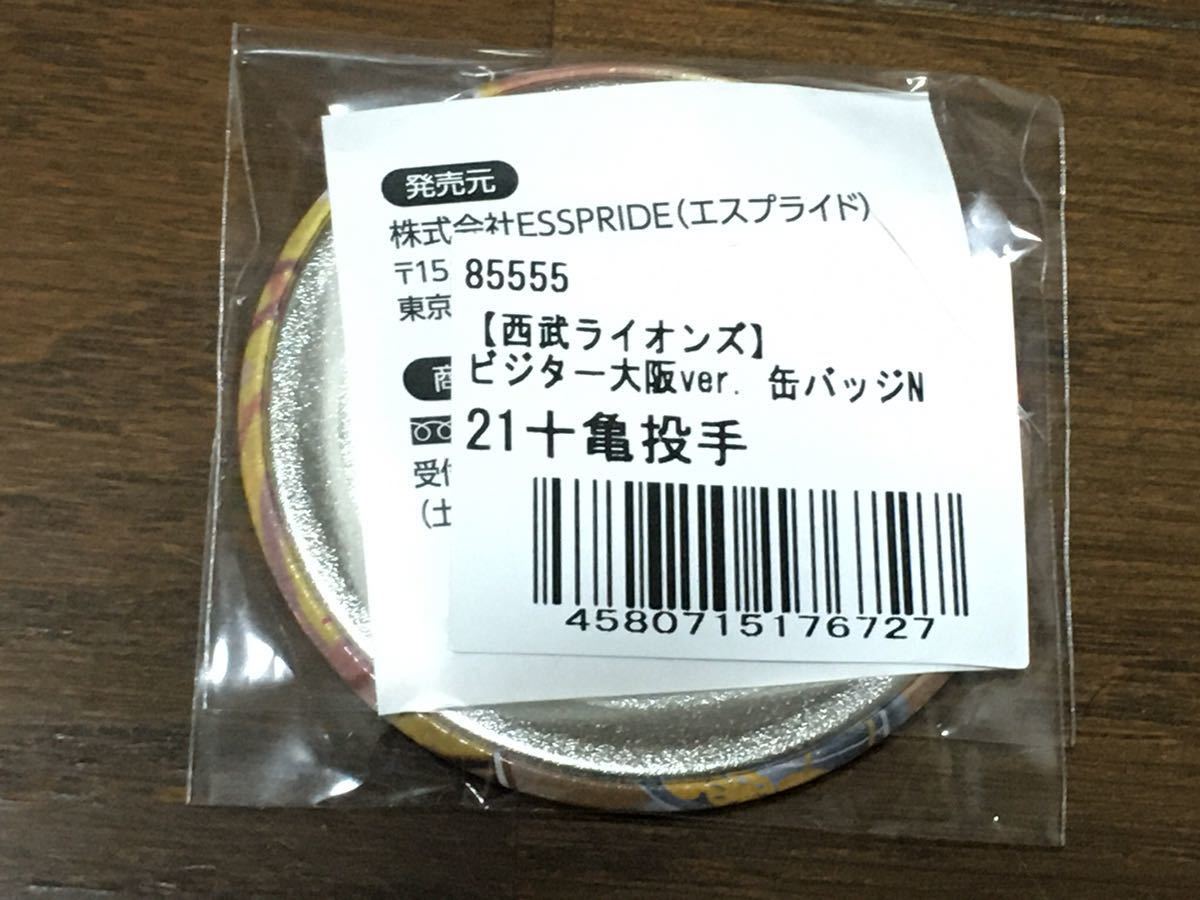 発売元
株式会社ESSPRIDE(エスプライド)
〒15
東京
商
受付
(土
85555
【西武ライオンズ】
ビジター大阪ver. 缶バッジN
21十亀投手
4580715176727